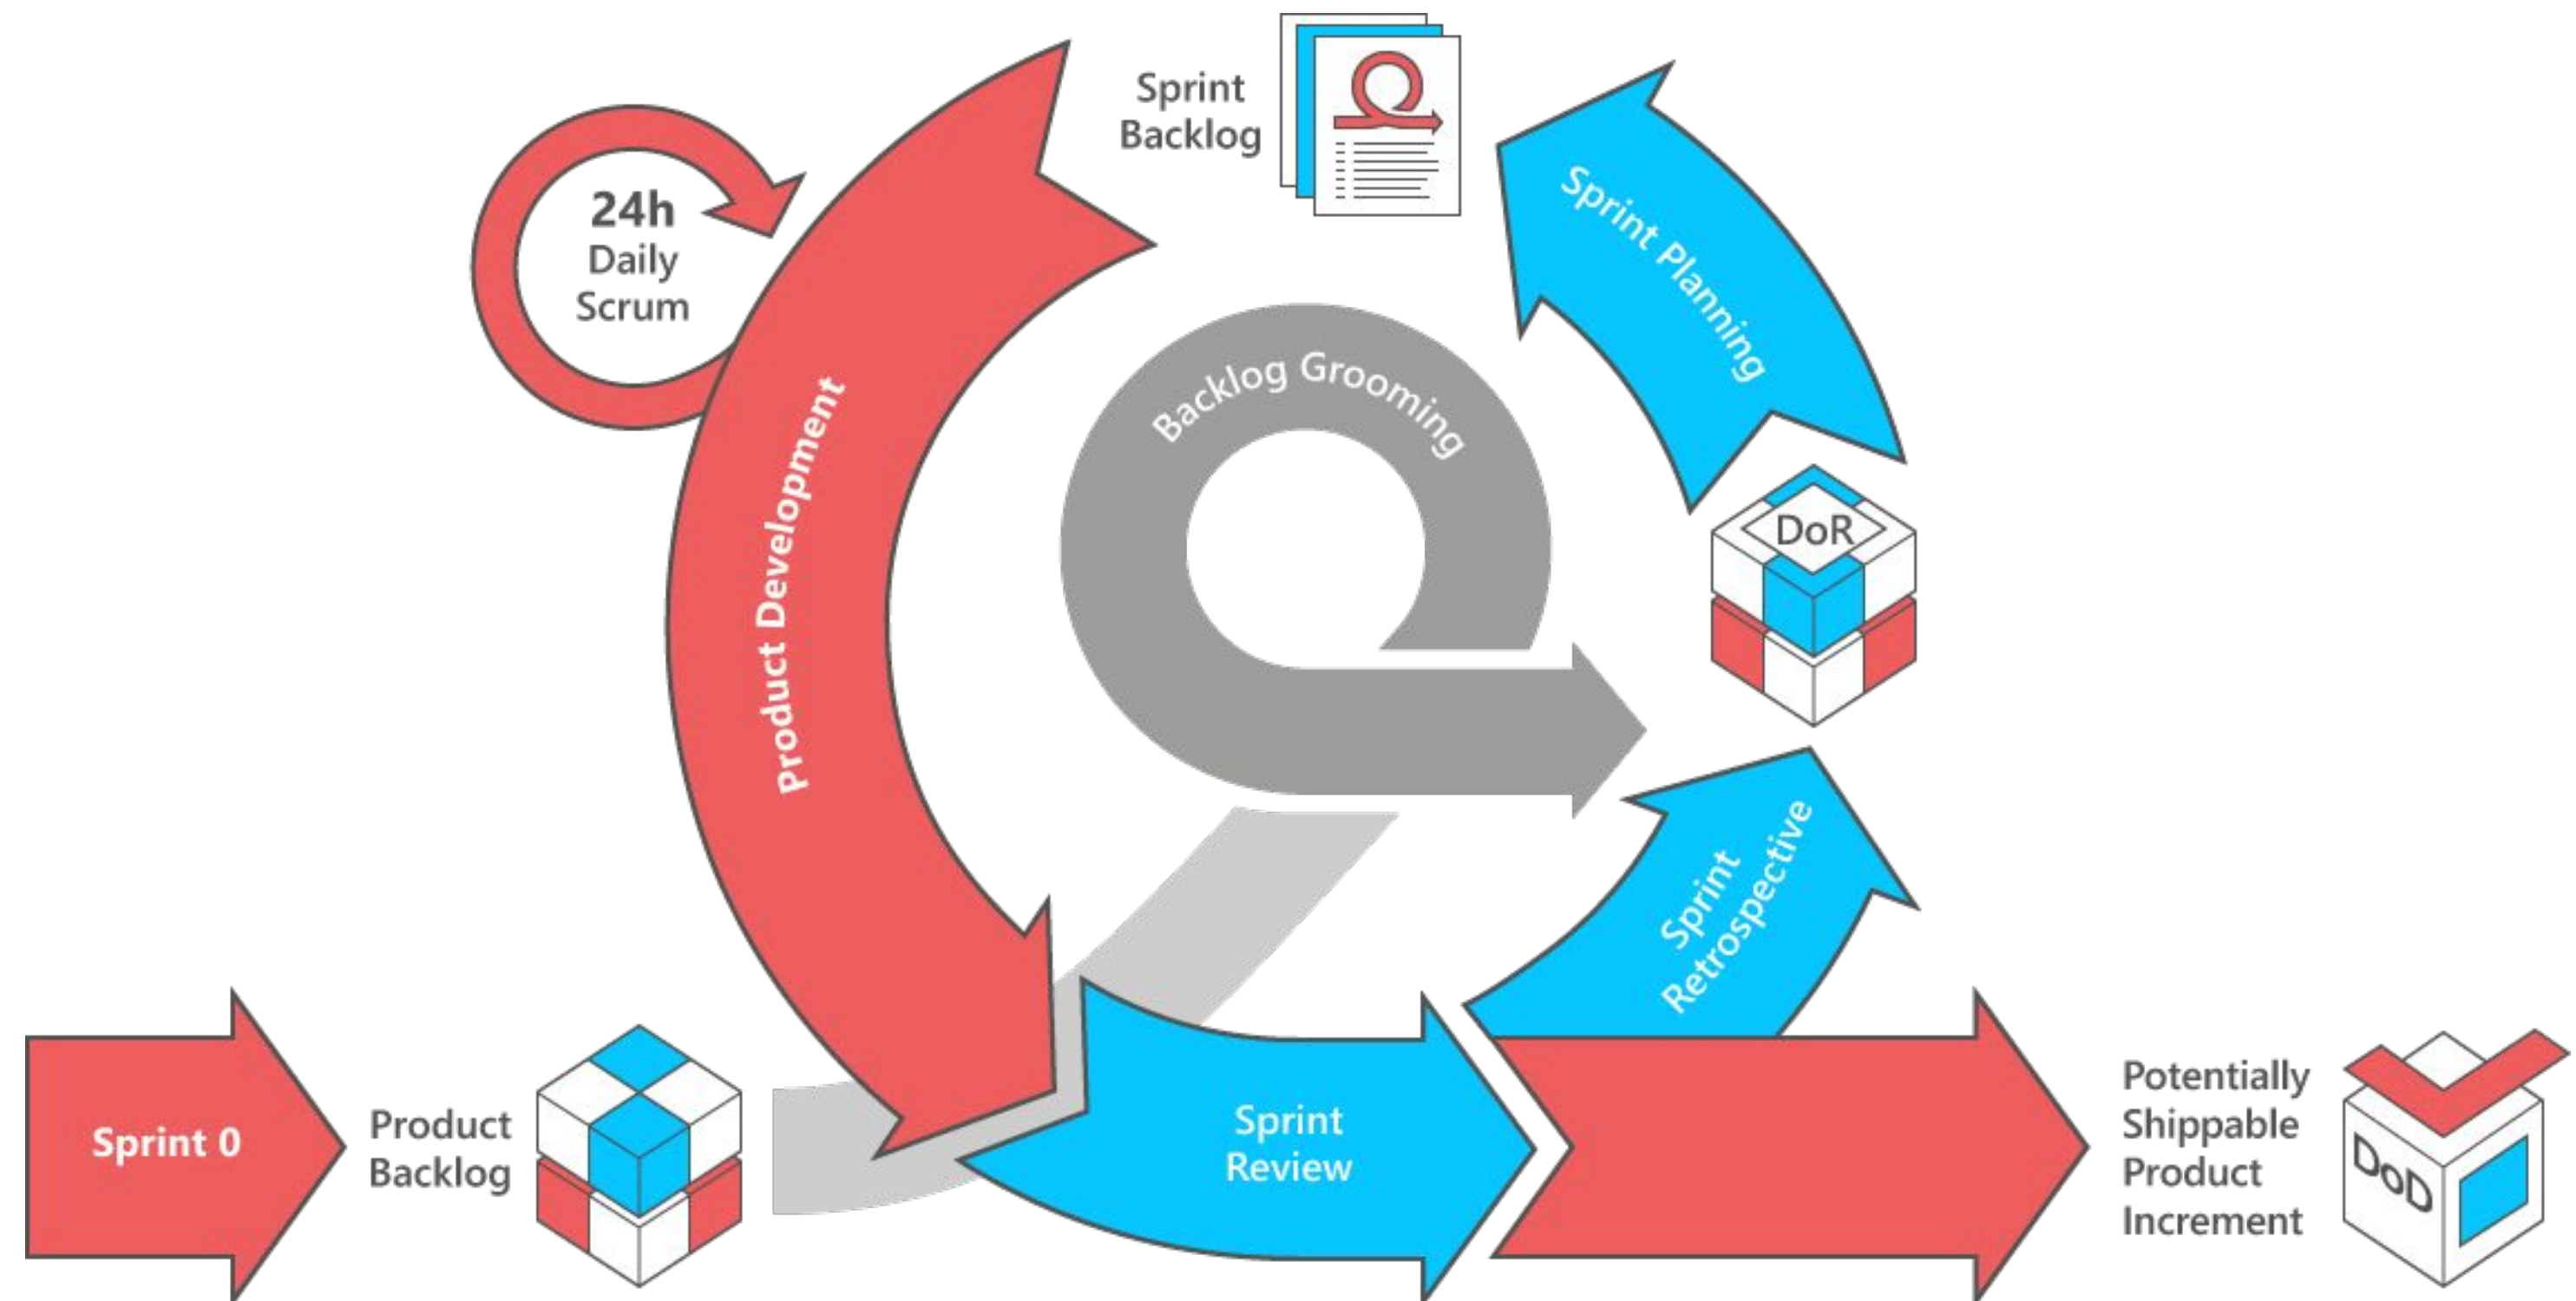 Sprint
Backlog
24h
Daily
Scrum
Sprint Planning
Backlog Grooming
Product Development
DoR
Sprint
Retrospective
Sprint 0
Product
Backlog
Sprint
Review
Potentially
Shippable
Product
Increment
DoD